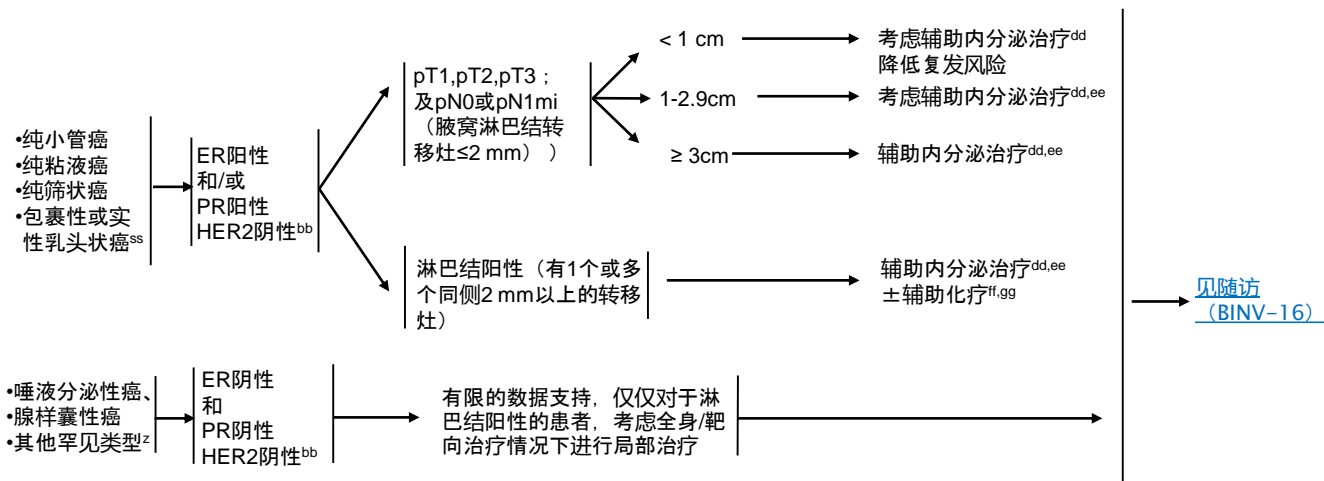 •纯小管癌
•纯粘液癌
•纯筛状癌
•包裹性或实
性乳头状癌ss
ER阳性
和/或
PR阳性
HER2阴性bb
pT1,pT2,pT3；
及pN0或pN1mi
（腋窝淋巴结转
移灶≤2 mm））
< 1 cm
考虑辅助内分泌治疗dd
降低复发风险
1-2.9cm
考虑辅助内分泌治疗dd,ee
≥ 3cm
辅助内分泌治疗dd,ee
淋巴结阳性（有1个或多
个同侧2 mm以上的转移
灶）
辅助内分泌治疗dd,ee
±辅助化疗ff,gg
见随访
（BINV-16）
•唾液分泌性癌、
•腺样囊性癌
•其他罕见类型z
ER阴性
和
PR阴性
HER2阴性bb
有限的数据支持，仅仅对于淋
巴结阳性的患者，考虑全身/靶
向治疗情况下进行局部治疗